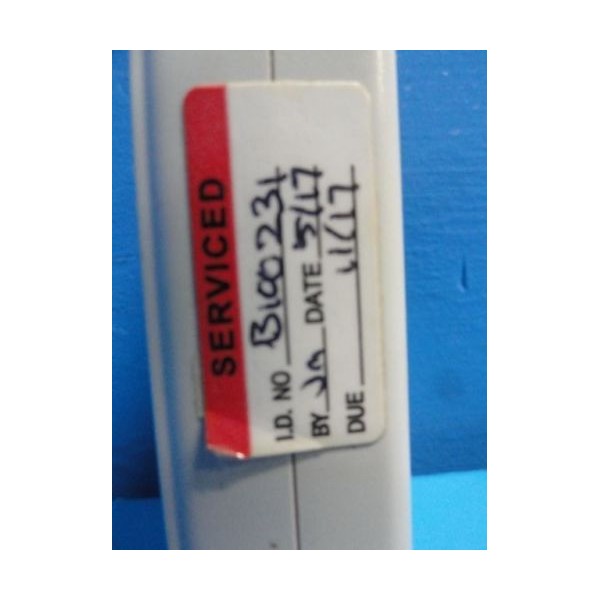 SERVICED
I.D. NO B100231
BY JA DATE 5/17
DUE 11/17